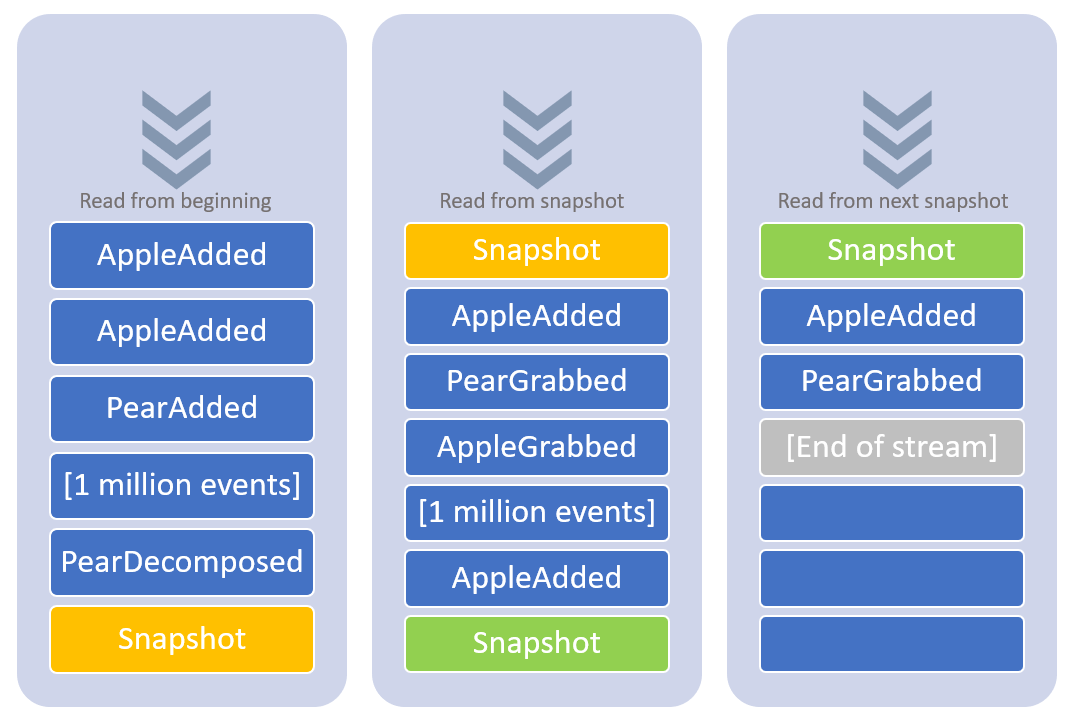 Read from beginning
AppleAdded
AppleAdded
PearAdded
[1 million events]
PearDecomposed
Snapshot
Read from snapshot
Snapshot
AppleAdded
PearGrabbed
AppleGrabbed
[1 million events]
AppleAdded
Snapshot
Read from next snapshot
Snapshot
AppleAdded
PearGrabbed
[End of stream]